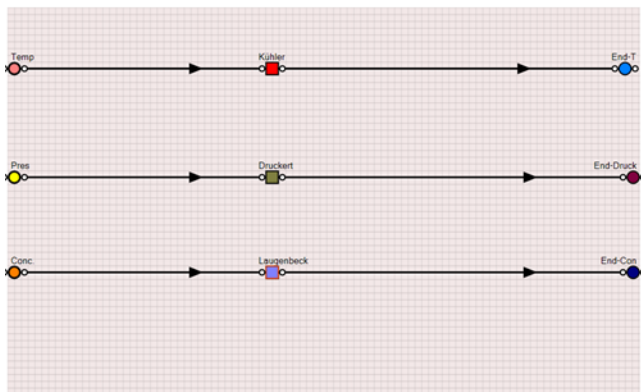 Temp Kühler End-T
Pres Druckert End-Druck
Conc. Laugenbeck End-Con